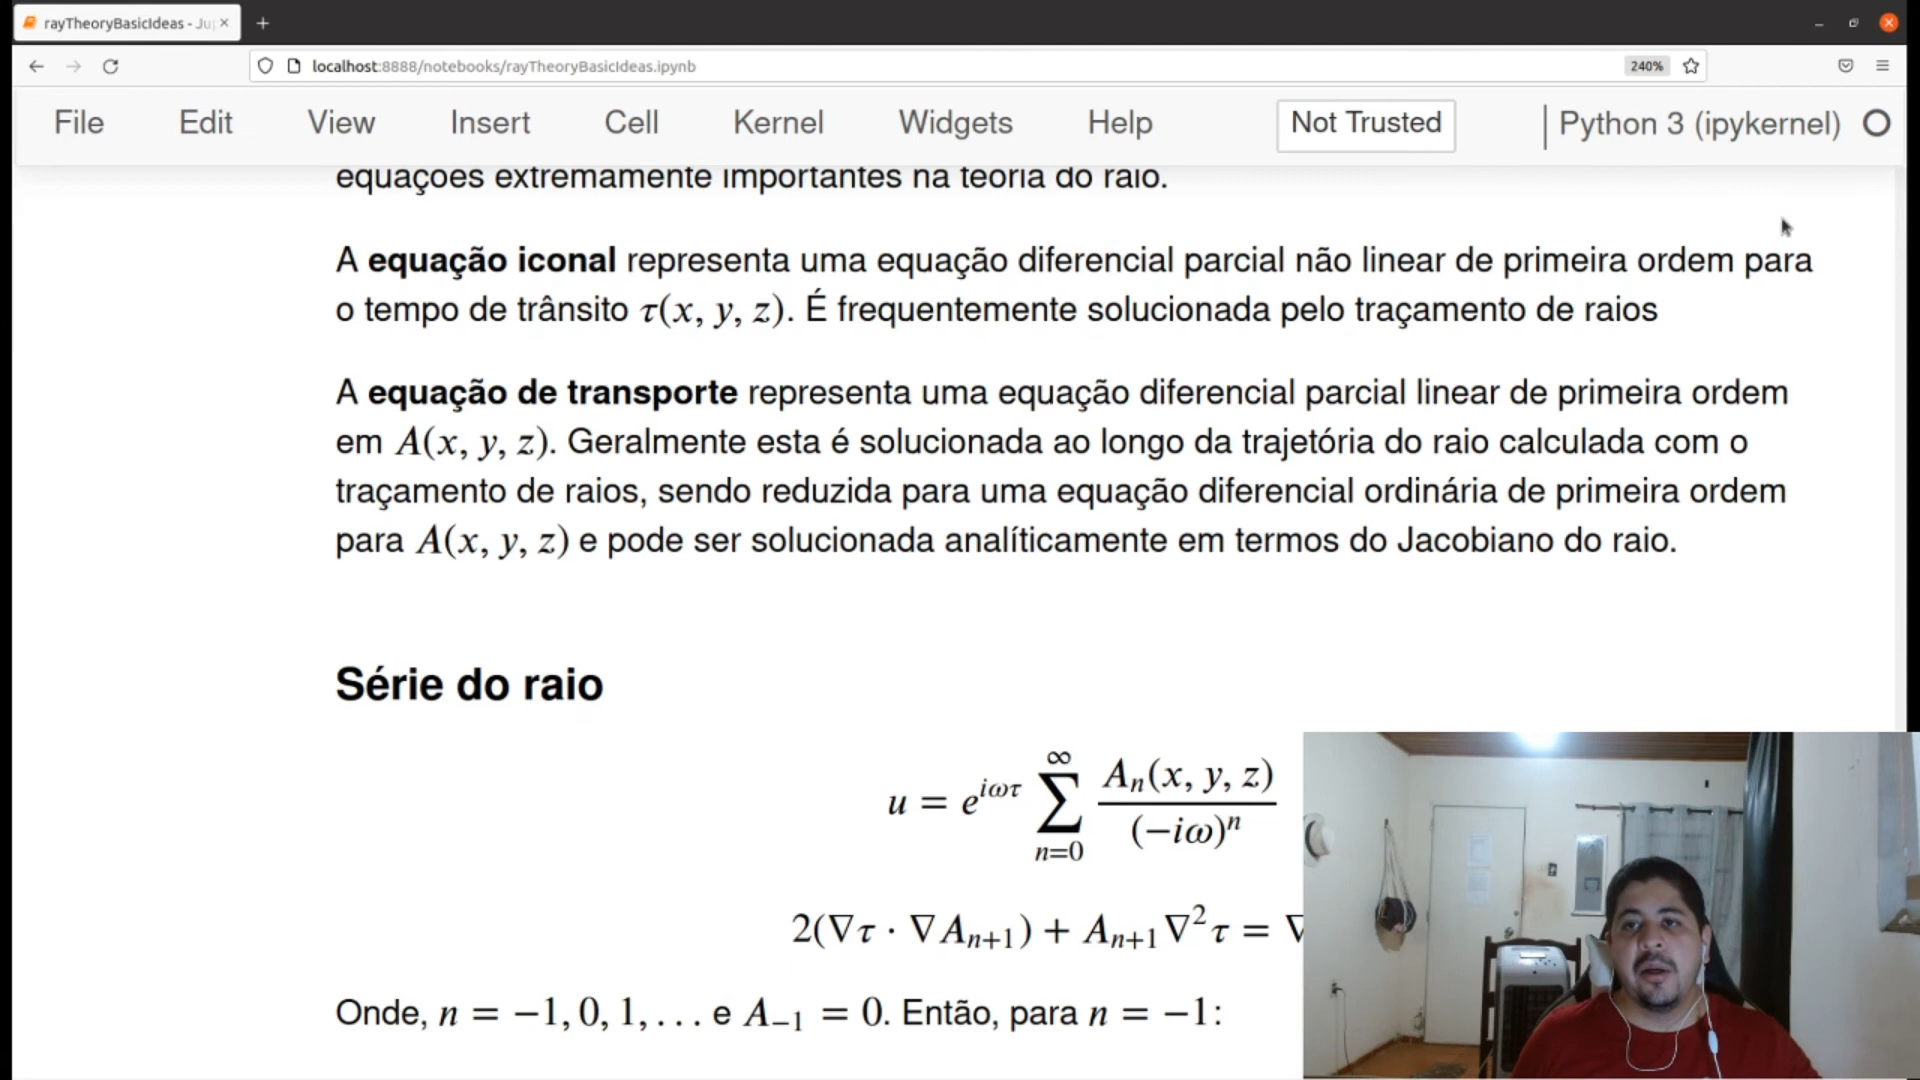 rayTheoryBasicIdeas - Ju
localhost:8888/notebooks/rayTheoryBasicIdeas.ipynb
240%
File Edit View Insert Cell Kernel Widgets Help Not Trusted Python 3 (ipykernel)
equações extremamente importantes na teoria do raio.
A equação iconal representa uma equação diferencial parcial não linear de primeira ordem para
o tempo de trânsito τ(x, y, z). É frequentemente solucionada pelo traçamento de raios
A equação de transporte representa uma equação diferencial parcial linear de primeira ordem
em A(x, y, z). Geralmente esta é solucionada ao longo da trajetória do raio calculada com o
traçamento de raios, sendo reduzida para uma equação diferencial ordinária de primeira ordem
para A(x, y, z) e pode ser solucionada analíticamente em termos do Jacobiano do raio.
Série do raio
u = e^{iωτ} ∑_{n=0}^{∞} A_n(x, y, z) / (−iω)^n
2(∇τ · ∇A_{n+1}) + A_{n+1}∇²τ = ∇
Onde, n = −1, 0, 1, . . . e A_{−1} = 0. Então, para n = −1: